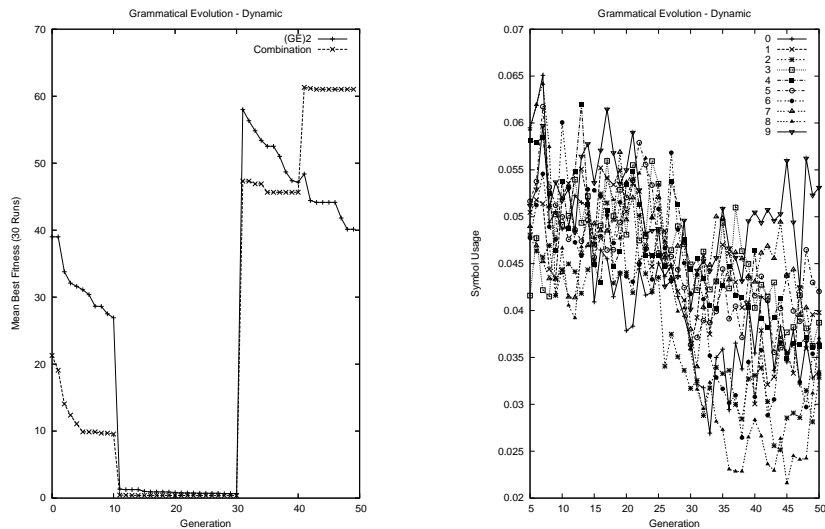 Grammatical Evolution - Dynamic
70
60
50
40
30
20
10
0
0 10 20 30 40 50
Mean Best Fitness (30 Runs)
Generation
(GE)2
Combination
Grammatical Evolution - Dynamic
0.07
0.065
0.06
0.055
0.05
0.045
0.04
0.035
0.03
0.025
0.02
5 10 15 20 25 30 35 40 45 50
Symbol Usage
Generation
0
1
2
3
4
5
6
7
8
9